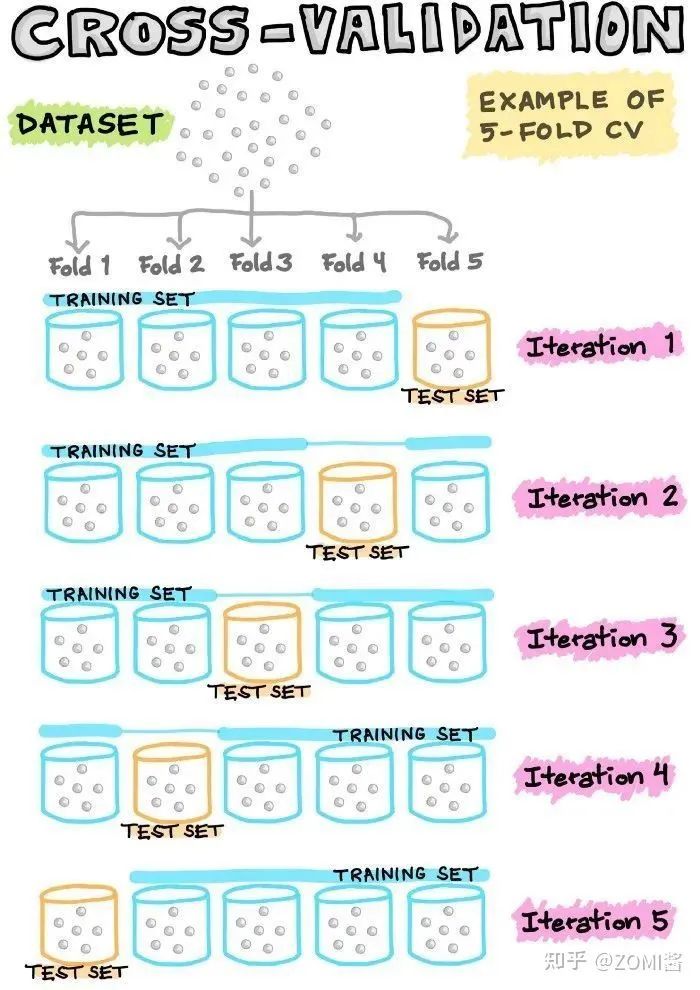 CROSS-VALIDATION
DATASET
EXAMPLE OF
5-FOLD CV
Fold 1 Fold 2 Fold 3 Fold 4 Fold 5
TRAINING SET
Iteration 1
TEST SET
TRAINING SET
Iteration 2
TEST SET
TRAINING SET
Iteration 3
TEST SET
TRAINING SET
Iteration 4
TEST SET
TRAINING SET
Iteration 5
TEST SET
知乎 @ZOMI酱